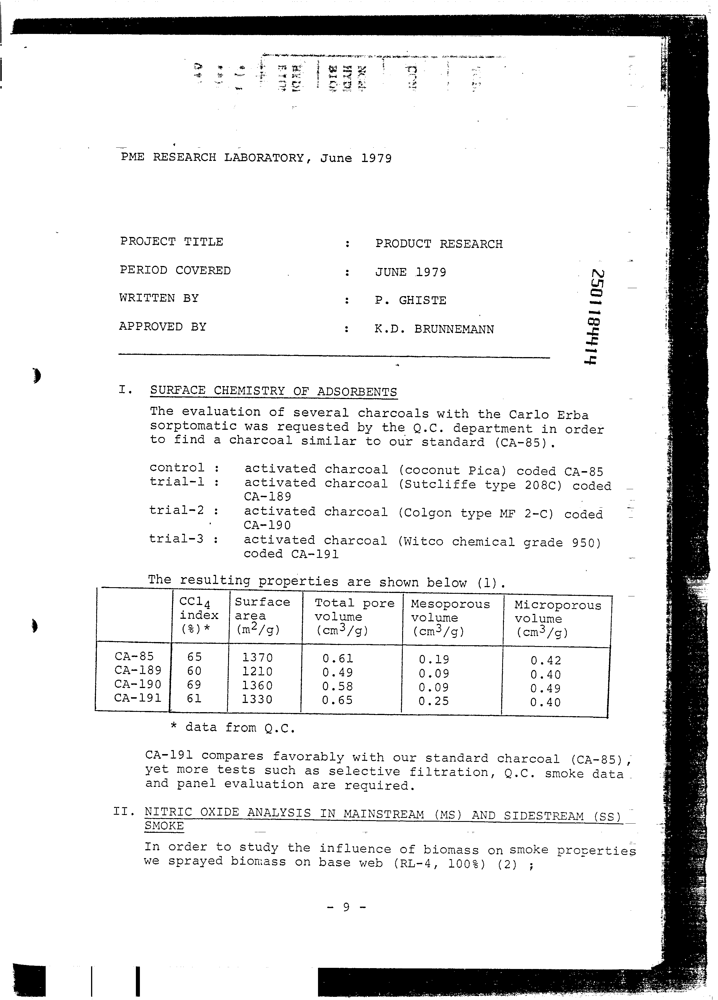 PME RESEARCH LABORATORY, June 1979
PROJECT TITLE : PRODUCT RESEARCH
PERIOD COVERED : JUNE 1979
WRITTEN BY : P. GHISTE
APPROVED BY : K.D. BRUNNEMANN
2501184414
I. SURFACE CHEMISTRY OF ADSORBENTS
The evaluation of several charcoals with the Carlo Erba
sorptomatic was requested by the Q.C. department in order
to find a charcoal similar to our standard (CA-85).
control : activated charcoal (coconut Pica) coded CA-85
trial-1 : activated charcoal (Sutcliffe type 208C) coded
CA-189
trial-2 : activated charcoal (Colgon type MF 2-C) coded
CA-190
trial-3 : activated charcoal (Witco chemical grade 950)
coded CA-191
The resulting properties are shown below (1).
CCl4 Surface Total pore Mesoporous Microporous
index area volume volume volume
(%)* (m2/g) (cm3/g) (cm3/g) (cm3/g)
CA-85 65 1370 0.61 0.19 0.42
CA-189 60 1210 0.49 0.09 0.40
CA-190 69 1360 0.58 0.09 0.49
CA-191 61 1330 0.65 0.25 0.40
* data from Q.C.
CA-191 compares favorably with our standard charcoal (CA-85),
yet more tests such as selective filtration, Q.C. smoke data
and panel evaluation are required.
II. NITRIC OXIDE ANALYSIS IN MAINSTREAM (MS) AND SIDESTREAM (SS)
SMOKE
In order to study the influence of biomass on smoke properties
we sprayed biomass on base web (RL-4, 100%) (2) ;
- 9 -